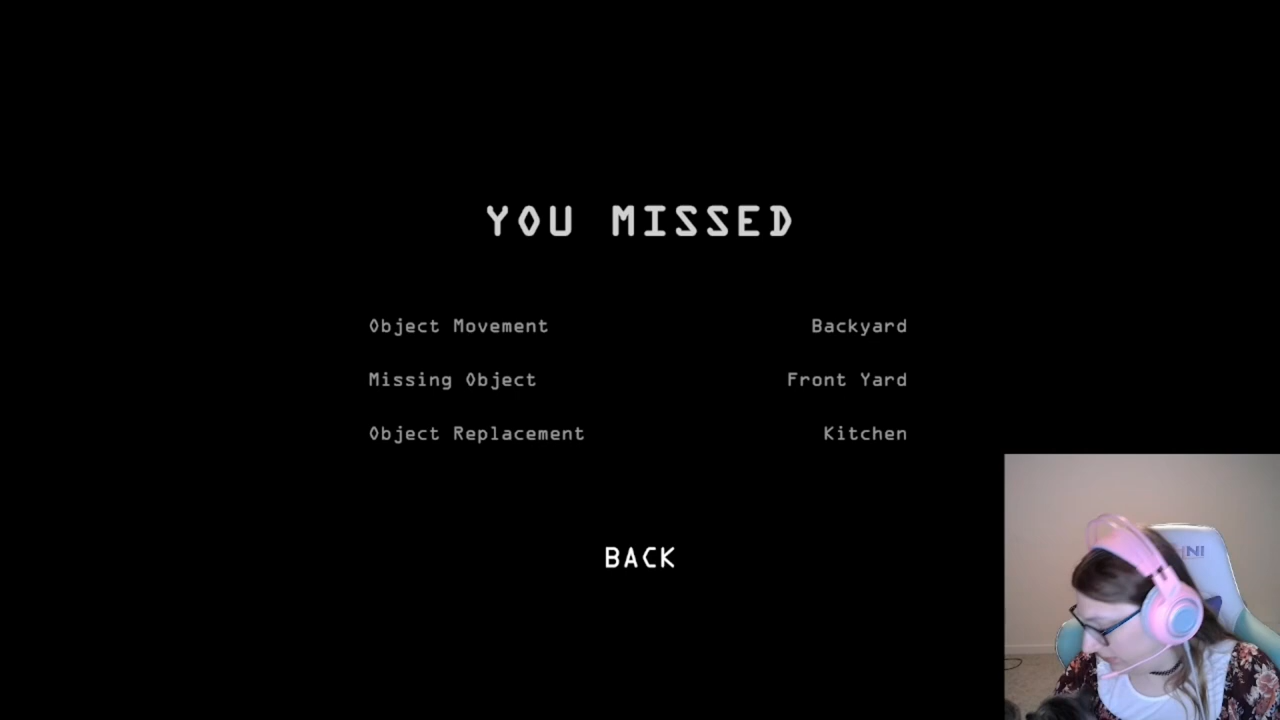 YOU MISSED
Object Movement Backyard
Missing Object Front Yard
Object Replacement Kitchen
BACK